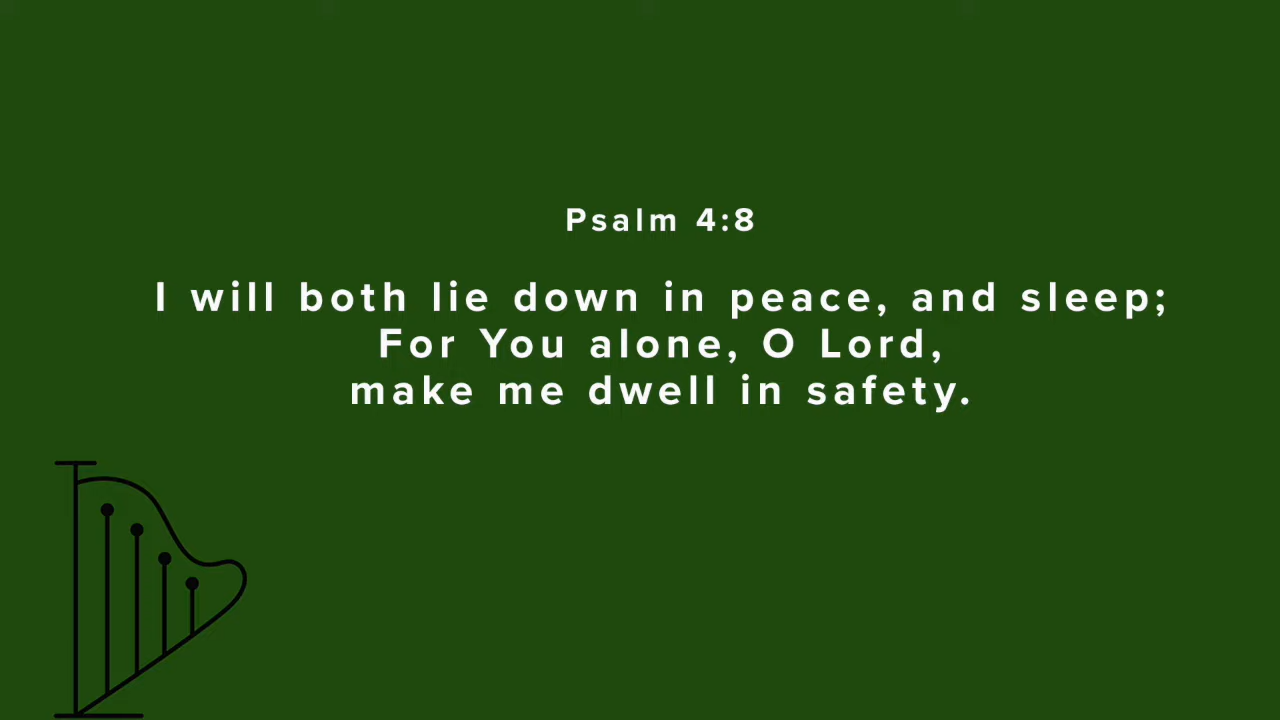 Psalm 4:8
I will both lie down in peace, and sleep;
For You alone, O Lord,
make me dwell in safety.